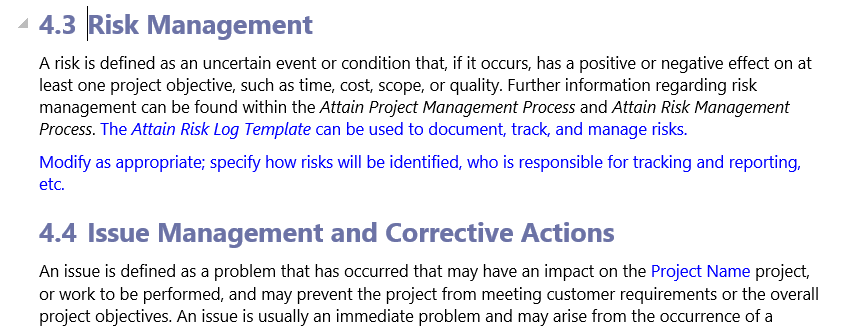 4.3 Risk Management
A risk is defined as an uncertain event or condition that, if it occurs, has a positive or negative effect on at
least one project objective, such as time, cost, scope, or quality. Further information regarding risk
management can be found within the Attain Project Management Process and Attain Risk Management
Process. The Attain Risk Log Template can be used to document, track, and manage risks.
Modify as appropriate; specify how risks will be identified, who is responsible for tracking and reporting,
etc.
4.4 Issue Management and Corrective Actions
An issue is defined as a problem that has occurred that may have an impact on the Project Name project,
or work to be performed, and may prevent the project from meeting customer requirements or the overall
project objectives. An issue is usually an immediate problem and may arise from the occurrence of a